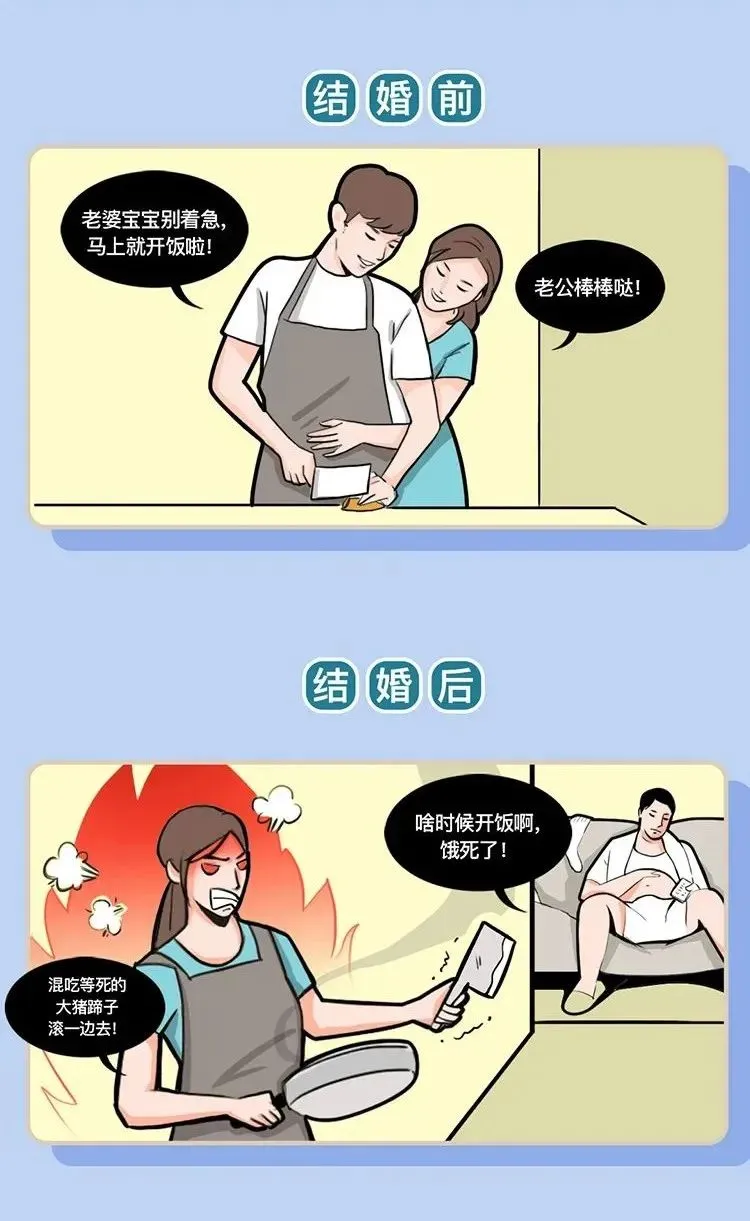 结婚前
老婆宝宝别着急,
马上就开饭啦!
老公棒棒哒!
结婚后
啥时候开饭啊,
饿死了!
混吃等死的
大猪蹄子
滚一边去!